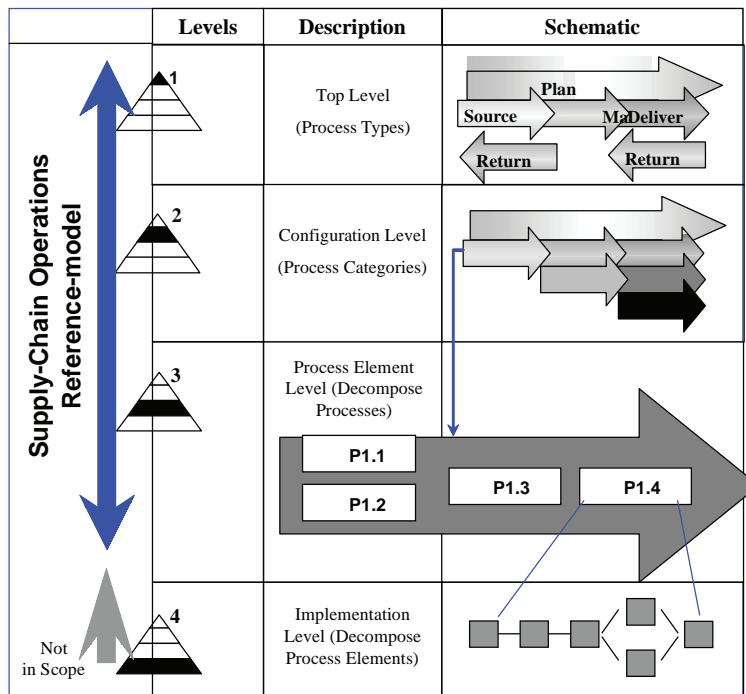 Levels
Description
Schematic
Supply-Chain Operations
Reference-model
1
Top Level
(Process Types)
Plan
Source
MaDeliver
Return
Return
2
Configuration Level
(Process Categories)
3
Process Element
Level (Decompose
Processes)
P1.1
P1.2
P1.3
P1.4
Not
in Scope
4
Implementation
Level (Decompose
Process Elements)